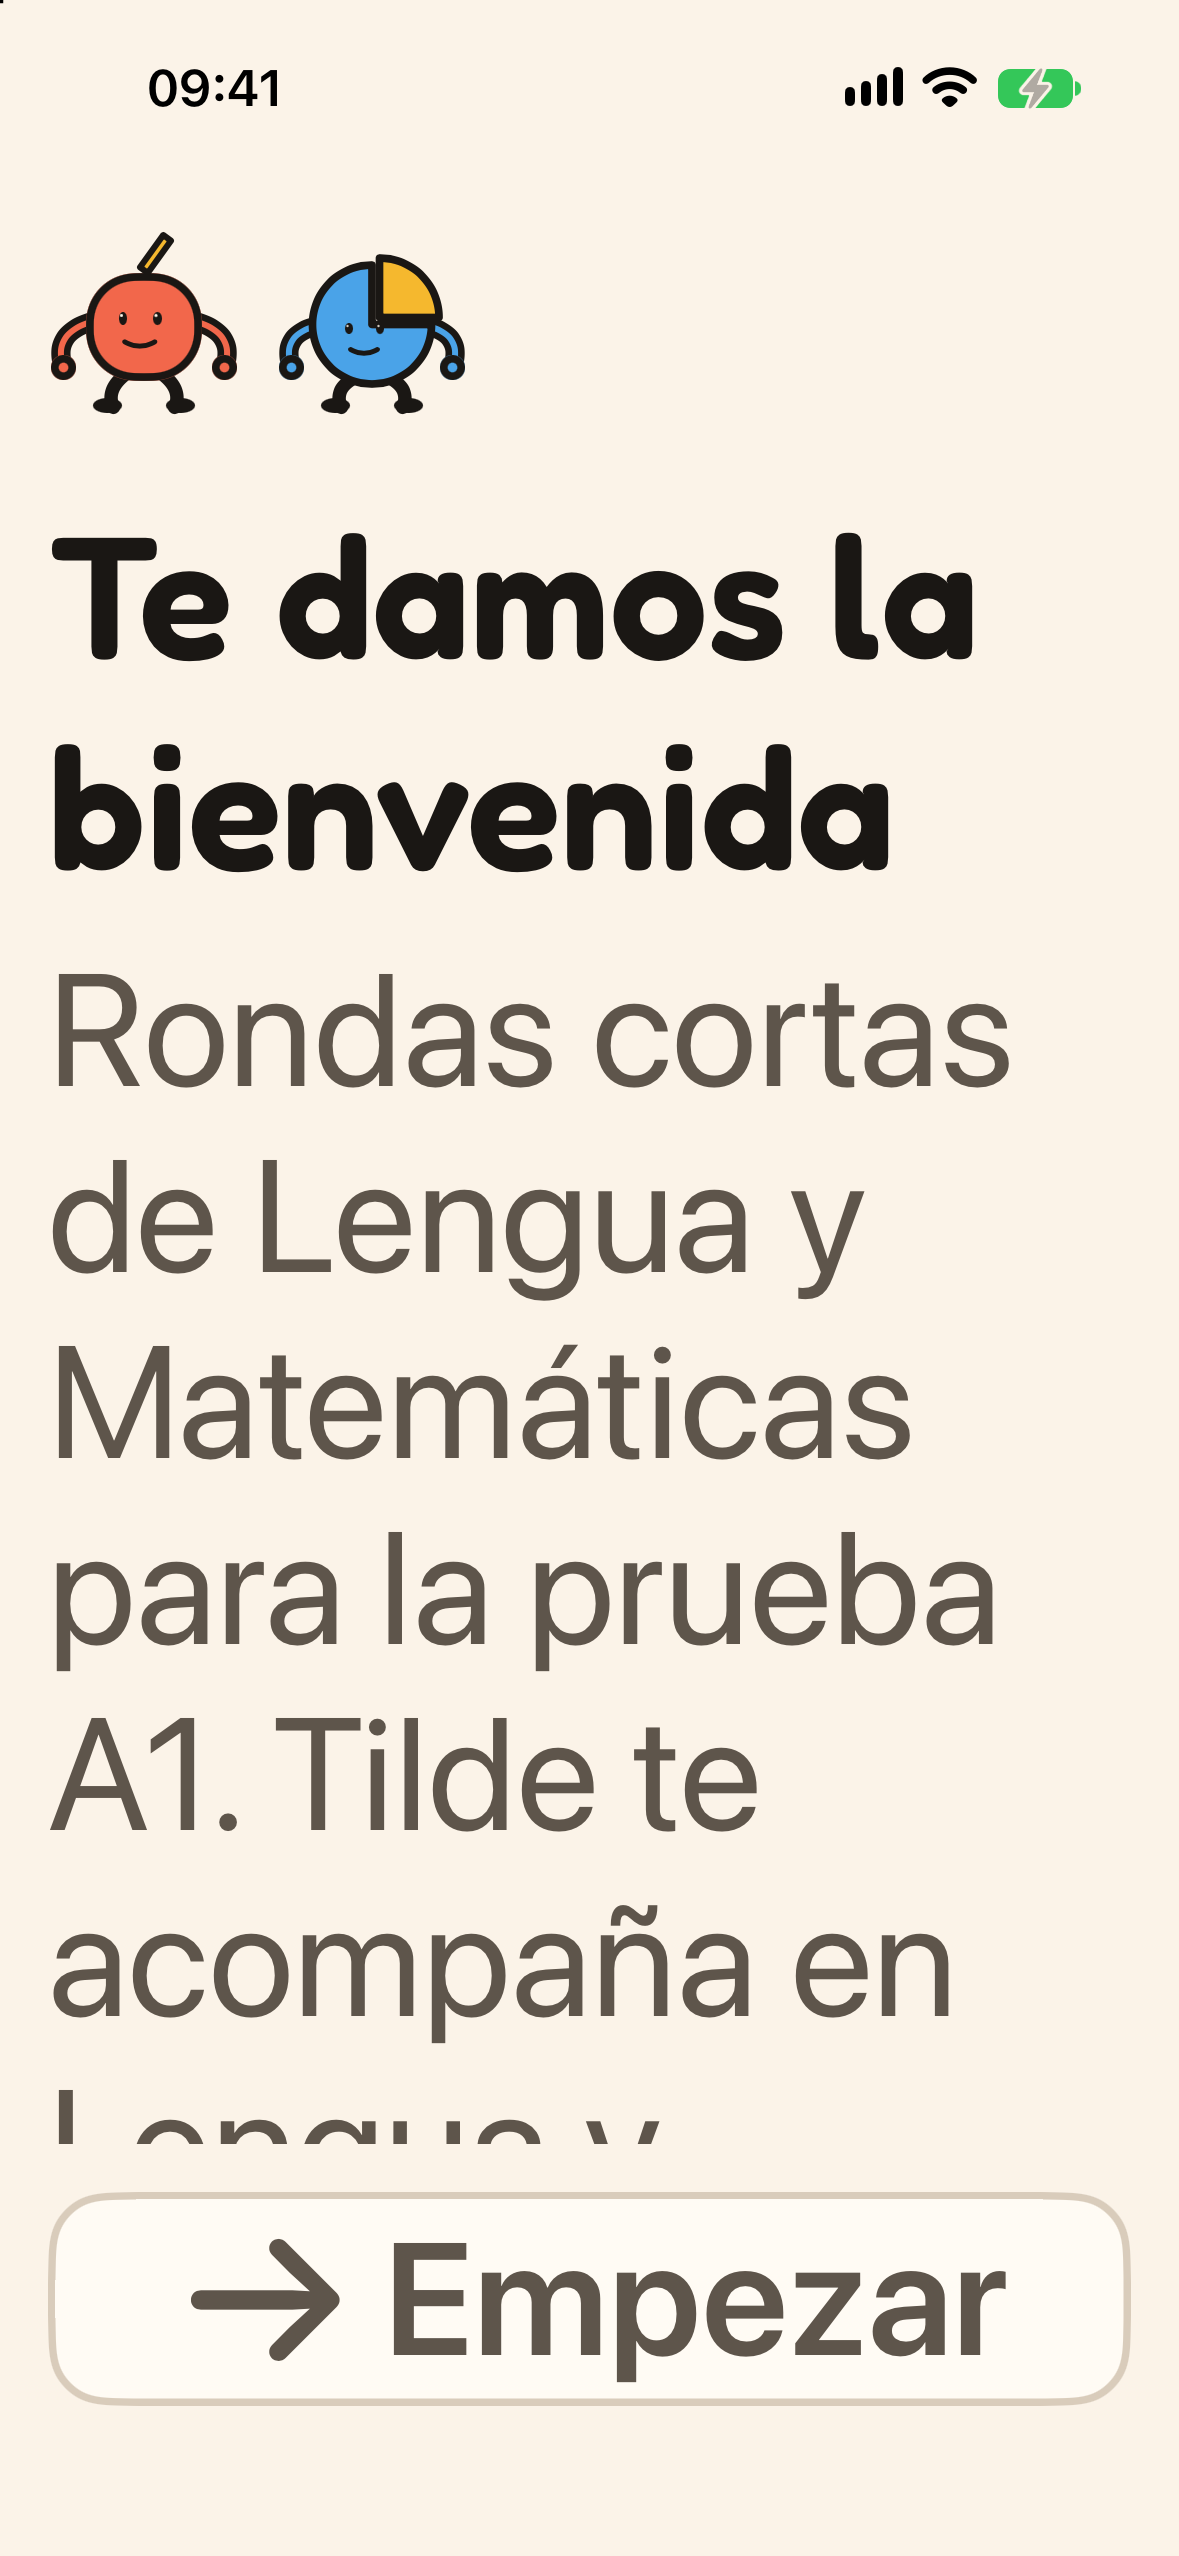 09:41
Te damos la
bienvenida
Rondas cortas
de Lengua y
Matemáticas
para la prueba
A1. Tilde te
acompaña en
Lengua y
Empezar